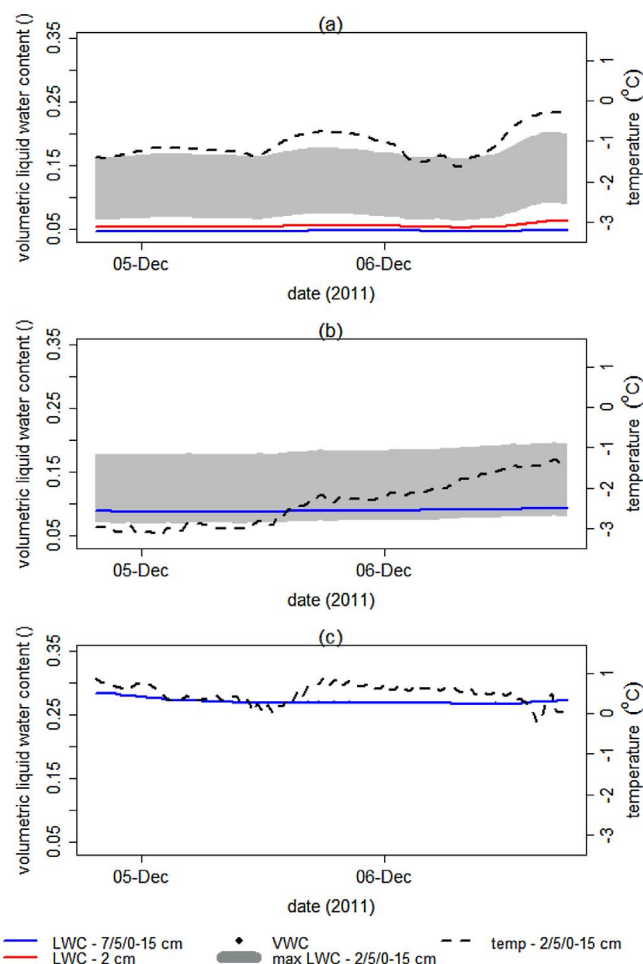 (a)
volumetric liquid water content ()
0.05 0.15 0.25 0.35
temperature (°C)
-3 -2 -1 0 1
05-Dec 06-Dec
date (2011)
(b)
volumetric liquid water content ()
0.05 0.15 0.25 0.35
temperature (°C)
-3 -2 -1 0 1
05-Dec 06-Dec
date (2011)
(c)
volumetric liquid water content ()
0.05 0.15 0.25 0.35
temperature (°C)
-3 -2 -1 0 1
05-Dec 06-Dec
date (2011)
LWC - 7/5/0-15 cm VWC temp - 2/5/0-15 cm
LWC - 2 cm max LWC - 2/5/0-15 cm